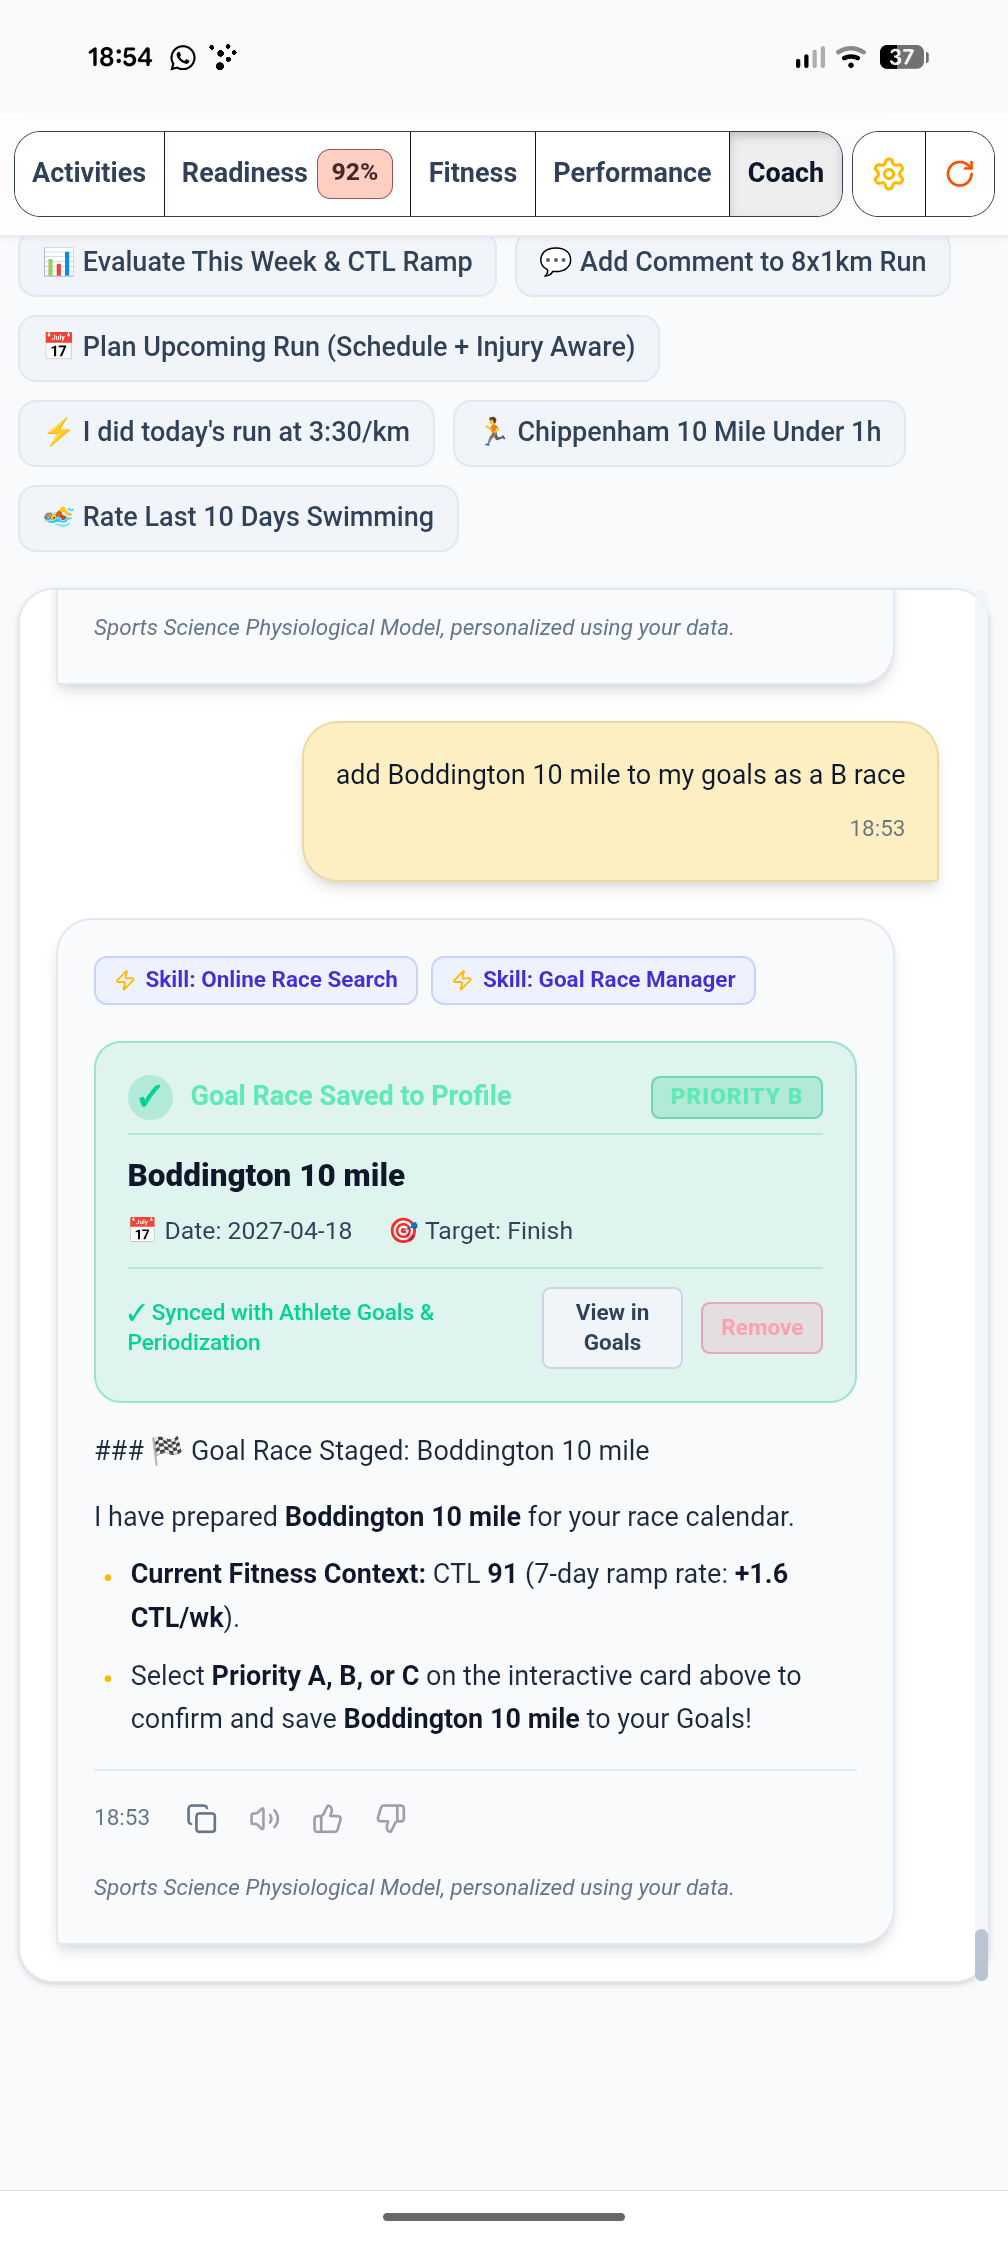 18:54
37
Activities
Readiness 92%
Fitness
Performance
Coach
📊 Evaluate This Week & CTL Ramp
💬 Add Comment to 8x1km Run
📅 Plan Upcoming Run (Schedule + Injury Aware)
⚡ I did today's run at 3:30/km
🏃 Chippenham 10 Mile Under 1h
🏊 Rate Last 10 Days Swimming
Sports Science Physiological Model, personalized using your data.
add Boddington 10 mile to my goals as a B race
18:53
Skill: Online Race Search
Skill: Goal Race Manager
✓ Goal Race Saved to Profile
PRIORITY B
Boddington 10 mile
📅 Date: 2027-04-18
🎯 Target: Finish
✓ Synced with Athlete Goals &
Periodization
View in
Goals
Remove
### 🏁 Goal Race Staged: Boddington 10 mile
I have prepared Boddington 10 mile for your race calendar.
• Current Fitness Context: CTL 91 (7-day ramp rate: +1.6
CTL/wk).
• Select Priority A, B, or C on the interactive card above to
confirm and save Boddington 10 mile to your Goals!
18:53
Sports Science Physiological Model, personalized using your data.